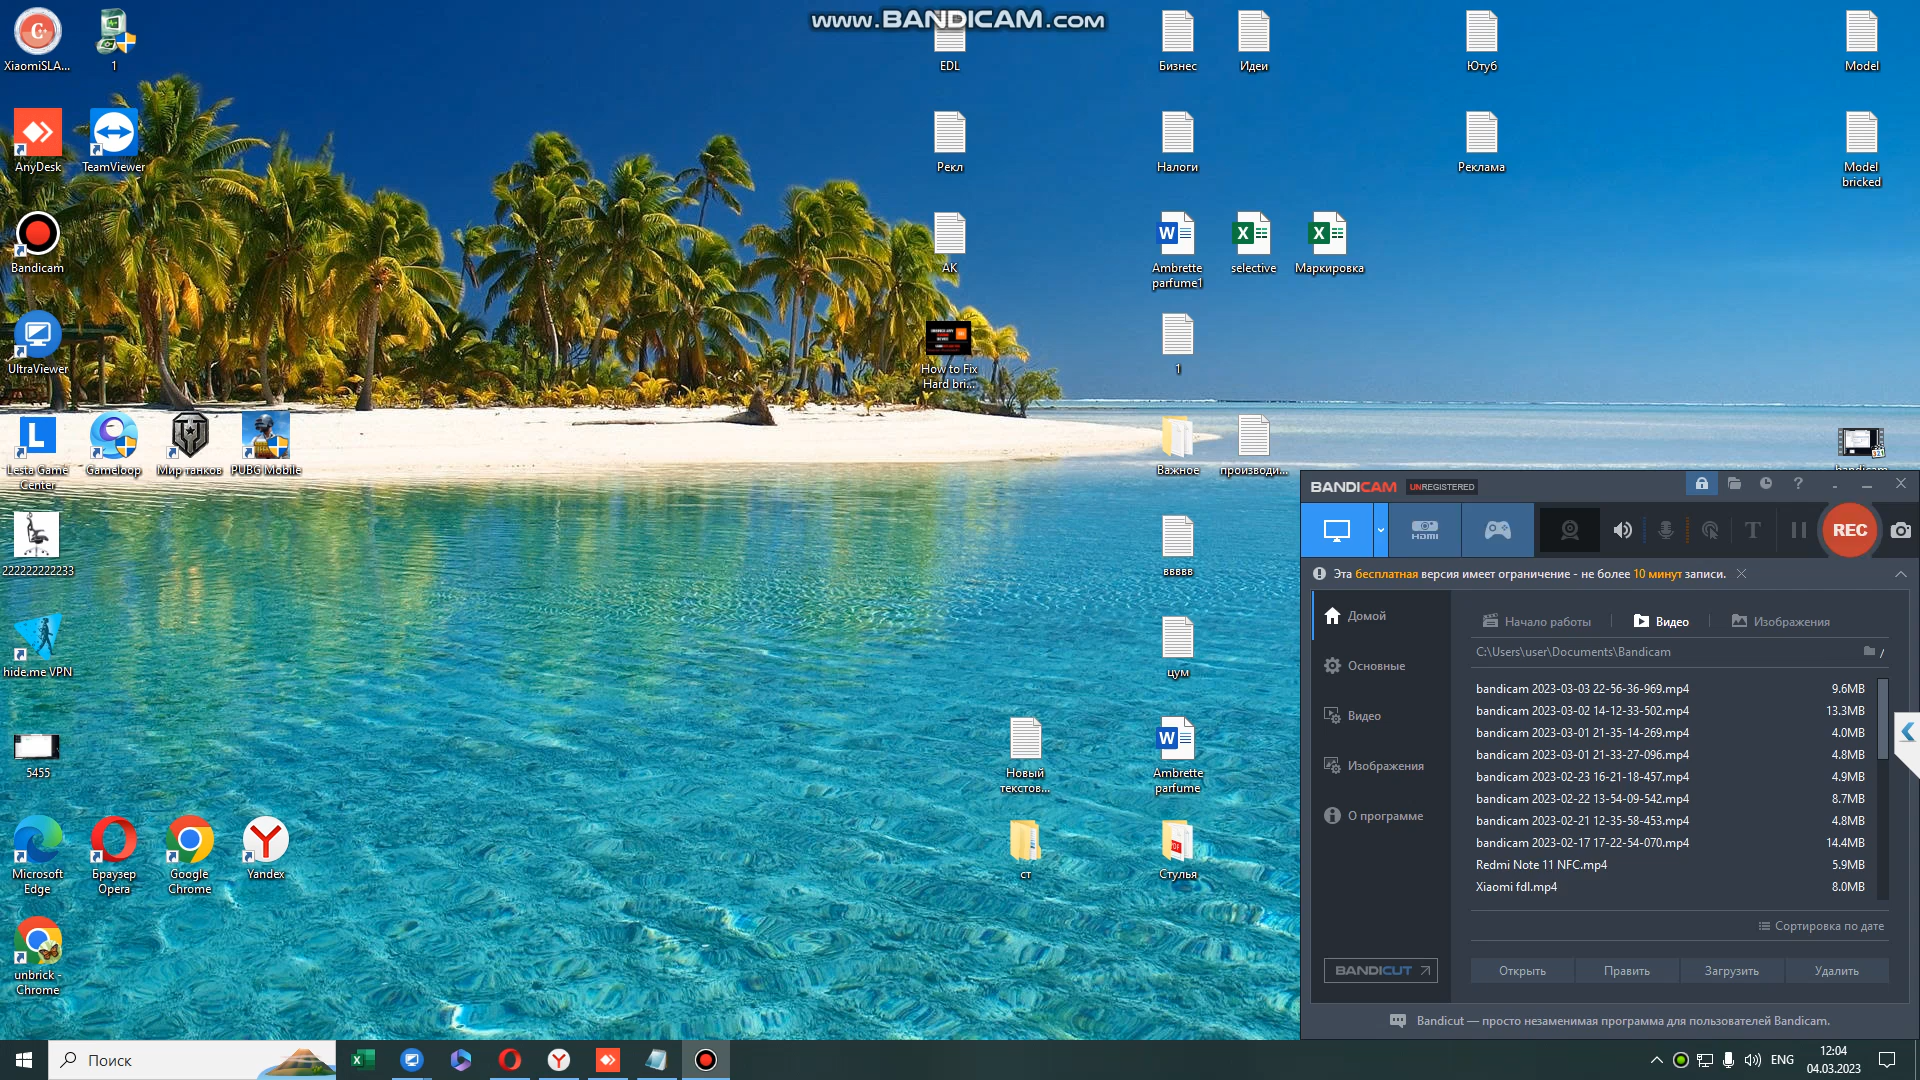 www.BANDICAM.com
XiaomiSLA...
1
EDL
Бизнес
Идеи
Ютуб
Model
AnyDesk
TeamViewer
Рекл
Налоги
Реклама
Model
bricked
Bandicam
АК
Ambrette
parfume1
selective
Маркировка
UltraViewer
How to Fix
Hard bri...
1
Lesta Game
Center
Gameloop
Мир танков
PUBG Mobile
Важное
производи...
bandicam
222222222233
ввввв
hide.me VPN
цум
5455
Новый
текстов...
Ambrette
parfume
Microsoft
Edge
Браузер
Opera
Google
Chrome
Yandex
ст
Стулья
unbrick -
Chrome
BANDICAM UNREGISTERED
HDMI
REC
Эта бесплатная версия имеет ограничение - не более 10 минут записи.
Домой
Основные
Видео
Изображения
О программе
BANDICUT
Начало работы
Видео
Изображения
C:\Users\user\Documents\Bandicam
bandicam 2023-03-03 22-56-36-969.mp4 9.6MB
bandicam 2023-03-02 14-12-33-502.mp4 13.3MB
bandicam 2023-03-01 21-35-14-269.mp4 4.0MB
bandicam 2023-03-01 21-33-27-096.mp4 4.8MB
bandicam 2023-02-23 16-21-18-457.mp4 4.9MB
bandicam 2023-02-22 13-54-09-542.mp4 8.7MB
bandicam 2023-02-21 12-35-58-453.mp4 4.8MB
bandicam 2023-02-17 17-22-54-070.mp4 14.4MB
Redmi Note 11 NFC.mp4 5.9MB
Xiaomi fdl.mp4 8.0MB
Сортировка по дате
Открыть
Править
Загрузить
Удалить
Bandicut — просто незаменимая программа для пользователей Bandicam.
Поиск
ENG
12:04
04.03.2023